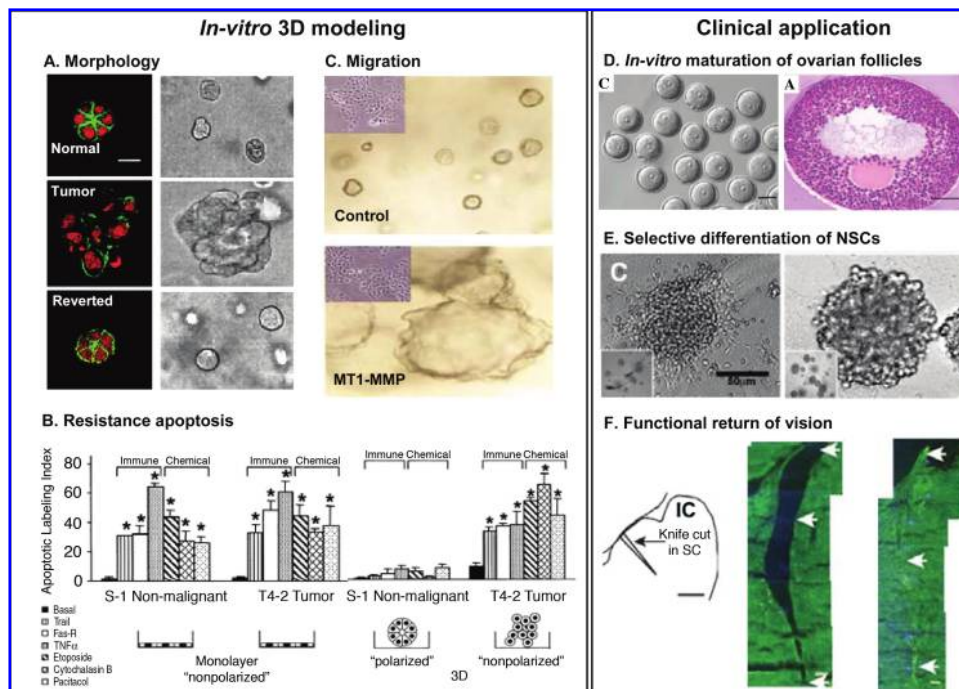 In-vitro 3D modeling
A. Morphology
Normal
Tumor
Reverted
C. Migration
Control
MT1-MMP
B. Resistance apoptosis
Apoptotic Labeling Index
80
60
40
20
0
Immune Chemical
Immune Chemical
Immune Chemical
Immune Chemical
* * * * * *
* * * * * *
* * * * * *
S-1 Non-malignant
T4-2 Tumor
S-1 Non-malignant
T4-2 Tumor
Basal
Trail
Fas-R
TNFα
Etoposide
Cytochalasin B
Pacitacol
Monolayer
"nonpolarized"
"polarized"
"nonpolarized"
3D
Clinical application
D. In-vitro maturation of ovarian follicles
C
A
E. Selective differentiation of NSCs
C
50μm
F. Functional return of vision
IC
Knife cut
in SC